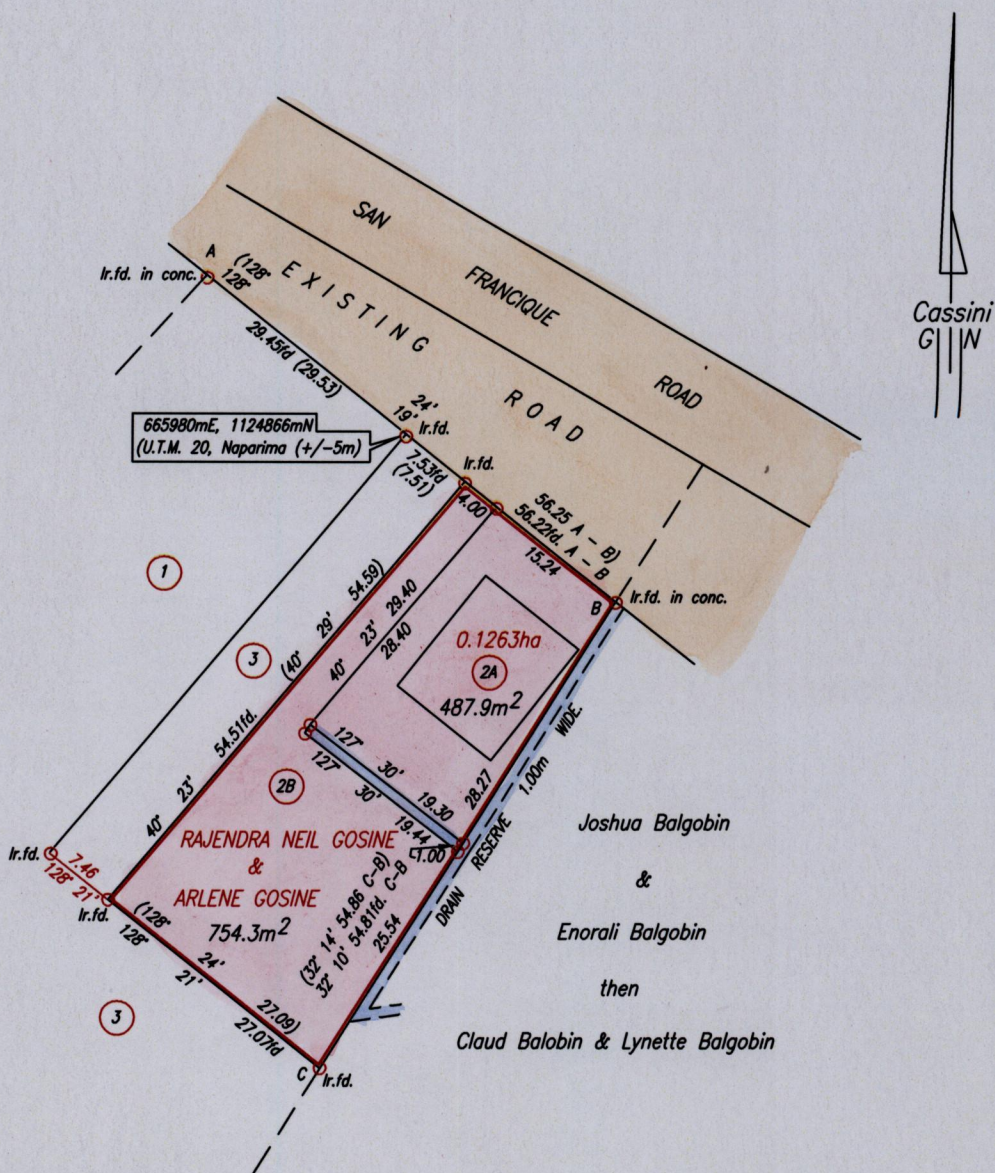 SAN
FRANCIQUE
ROAD
EXISTING
ROAD
Cassini
G N
A
Ir.fd. in conc.
(128°
128°
29.45fd (29.53)
24'
19'
Ir.fd.
665980mE, 1124866mN
(U.T.M. 20, Naparima (+/-5m)
7.53fd
(7.51)
Ir.fd.
4.00
56.25 A - B)
56.22fd. A - B
15.24
B
Ir.fd. in conc.
1
3
(40° 29' 54.59)
40° 23' 54.51fd.
40° 23' 29.40
28.40
0.1263ha
2A
487.9m2
127° 30' 19.30
127° 30' 19.44
1.00
28.27
DRAIN RESERVE 1.00m WIDE.
2B
RAJENDRA NEIL GOSINE
&
ARLENE GOSINE
754.3m2
(32° 14' 54.86 C-B)
32° 10' 54.81fd. C-B
25.54
Ir.fd.
7.46
128° 21'
Ir.fd.
(128° 24' 27.09)
128° 21' 27.07fd
3
C
Ir.fd.
Joshua Balgobin
&
Enorali Balgobin
then
Claud Balobin & Lynette Balgobin